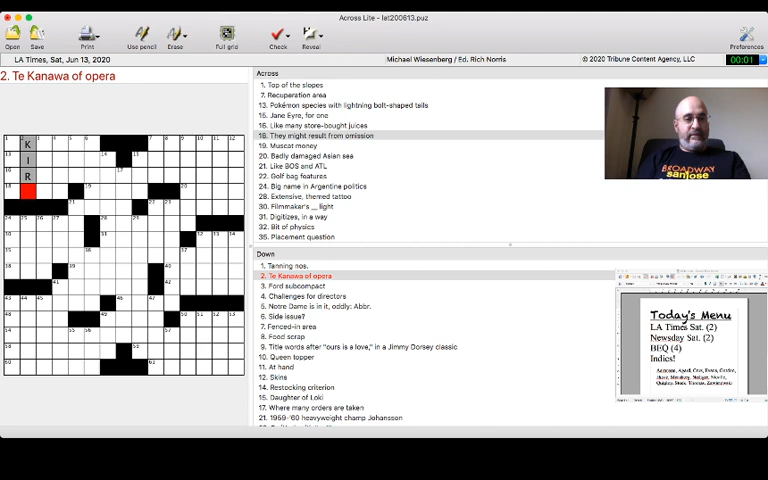 Across Lite - lat200613.puz
Open Save Print Use pencil Erase Full grid Check Reveal Preferences
LA Times, Sat, Jun 13, 2020 Michael Wiesenberg / Ed. Rich Norris © 2020 Tribune Content Agency, LLC 00:01
2. Te Kanawa of opera
K
I
R
Across
1. Top of the slopes
7. Recuperation area
13. Pokémon species with lightning bolt-shaped tails
15. Jane Eyre, for one
16. Like many store-bought juices
18. They might result from omission
19. Muscat money
20. Badly damaged Asian sea
21. Like BOS and ATL
22. Golf bag features
24. Big name in Argentine politics
28. Extensive, themed tattoo
30. Filmmaker's __ light
31. Digitizes, in a way
32. Bit of physics
35. Placement question
Down
1. Tanning nos.
2. Te Kanawa of opera
3. Ford subcompact
4. Challenges for directors
5. Notre Dame is in it, oddly: Abbr.
6. Side issue?
7. Fenced-in area
8. Food scrap
9. Title words after "ours is a love," in a Jimmy Dorsey classic
10. Queen topper
11. At hand
12. Skins
14. Restocking criterion
15. Daughter of Loki
17. Where many orders are taken
21. 1959-'60 heavyweight champ Johansson
BROADWAY
san jose
Today's Menu
LA Times Sat. (2)
Newsday Sat. (2)
BEQ (4)
Indies!